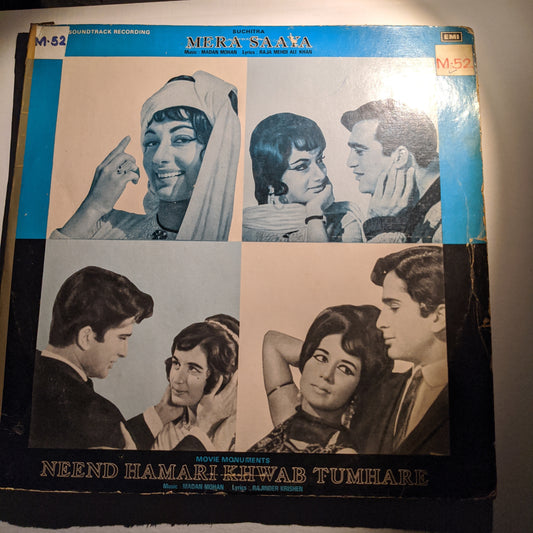 SOUNDTRACK RECORDING
SUCHITRA
EMI
M-52
MERA SAAYA
Music : MADAN MOHAN Lyrics : RAJA MEHDI ALI KHAN
M-52
MOVIE MONUMENTS
NEEND HAMARI KHWAB TUMHARE
Music : MADAN MOHAN Lyrics : RAJINDER KRISHEN